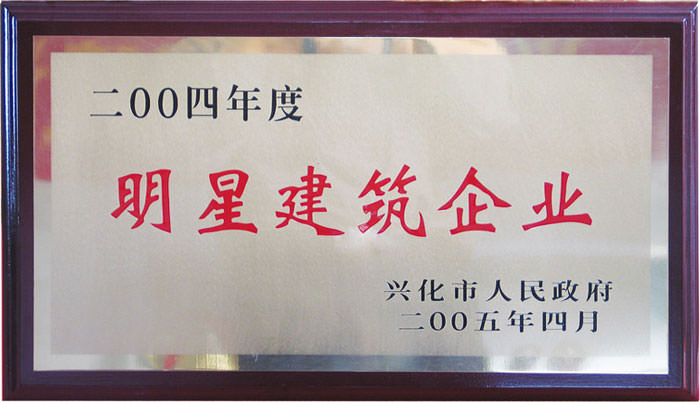 二00四年度
明星建筑企业
兴化市人民政府
二00五年四月